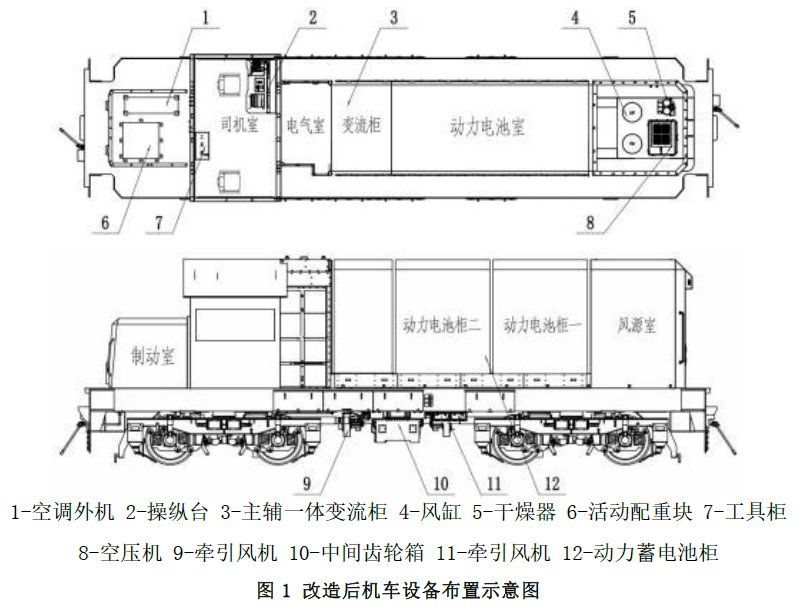 1 2 3 4 5
司机室 电气室 变流柜 动力电池室
6 7 8
制动室 动力电池柜二 动力电池柜一 风源室
9 10 11 12
1-空调外机 2-操纵台 3-主辅一体变流柜 4-风缸 5-干燥器 6-活动配重块 7-工具柜
8-空压机 9-牵引风机 10-中间齿轮箱 11-牵引风机 12-动力蓄电池柜
图 1 改造后机车设备布置示意图